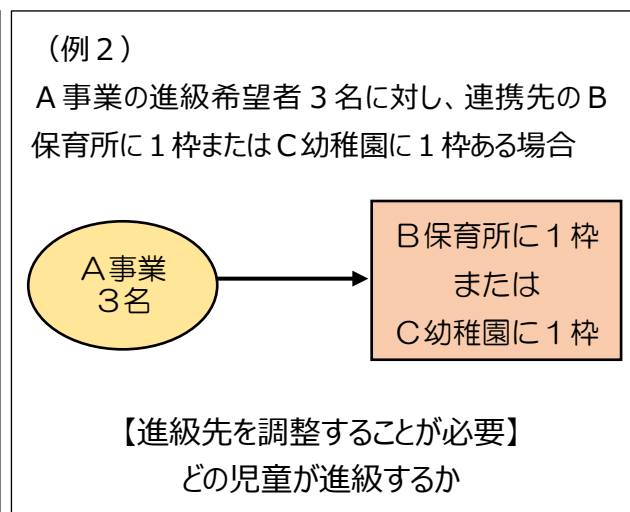 （例２）
A 事業の進級希望者 3 名に対し、連携先の B
保育所に 1 枠または C 幼稚園に 1 枠ある場合
A事業
3名
B保育所に１枠
または
C幼稚園に１枠
【進級先を調整することが必要】
どの児童が進級するか